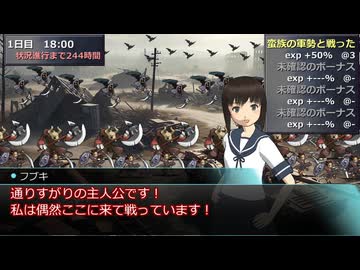 1日目　18:00
状況進行まで244時間
蛮族の軍勢と戦った
exp +50%　@3
未確認のボーナス
exp +---%　@-
未確認のボーナス
exp +---%　@-
未確認のボーナス
exp +---%　@-
フブキ
通りすがりの主人公です！
私は偶然ここに来て戦っています！